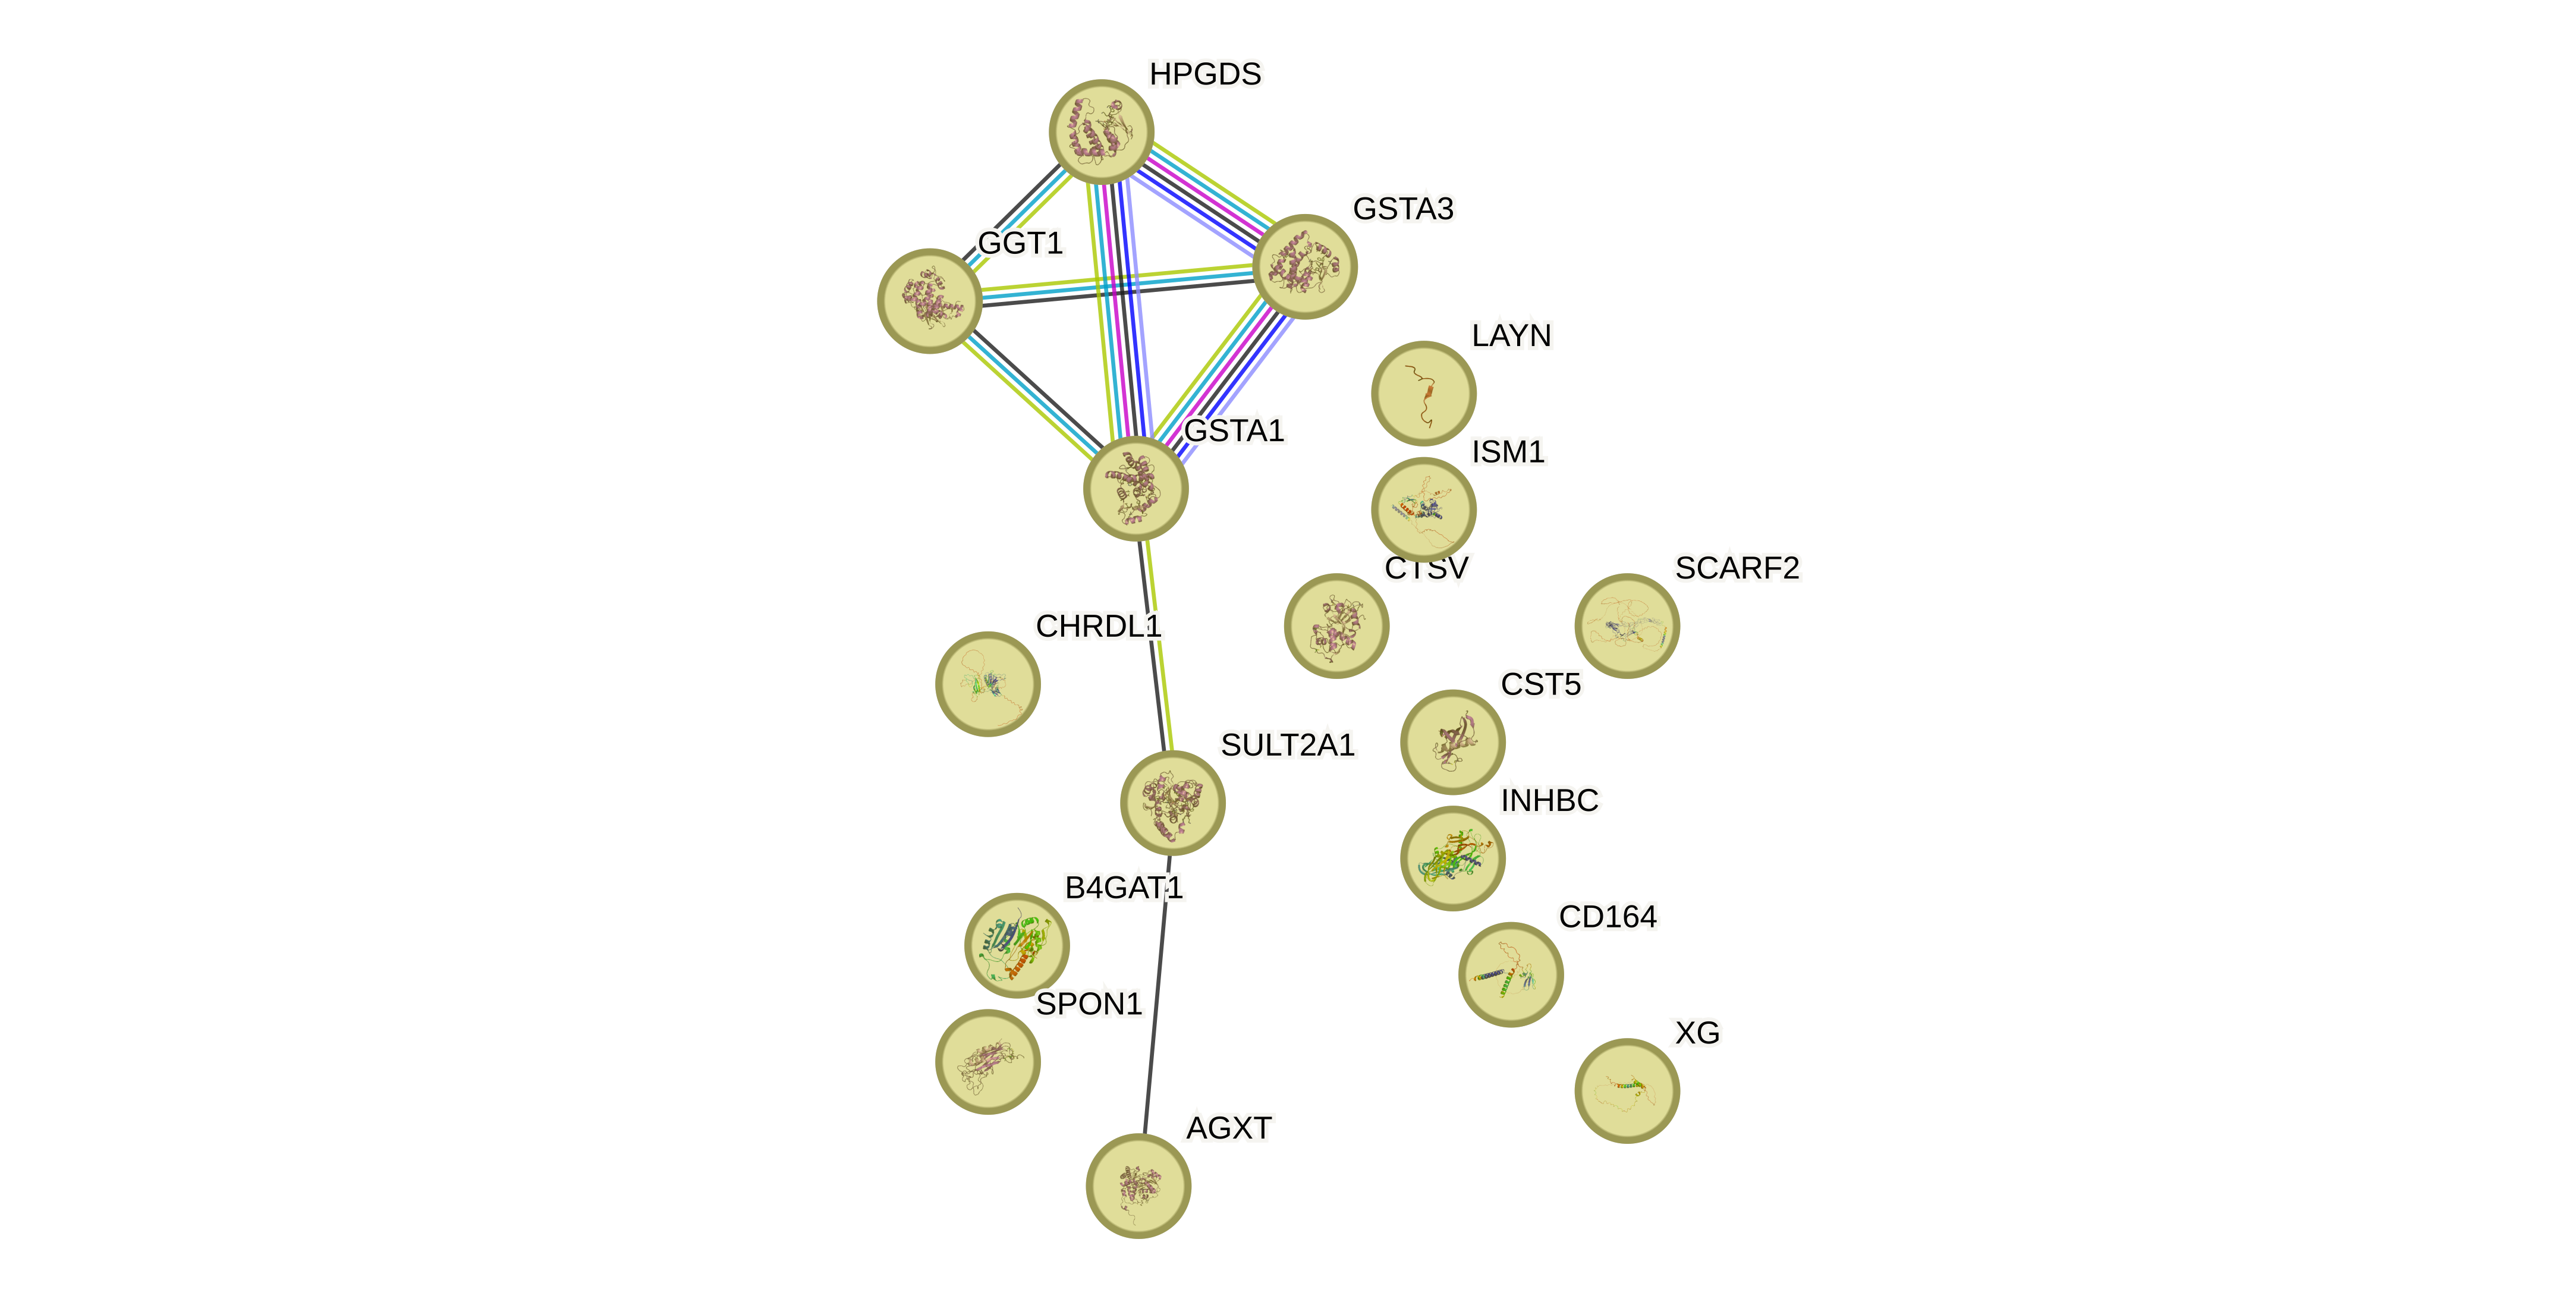 HPGDS
GSTA3
GGT1
LAYN
GSTA1
ISM1
CTSV
SCARF2
CHRDL1
CST5
SULT2A1
INHBC
B4GAT1
CD164
SPON1
XG
AGXT